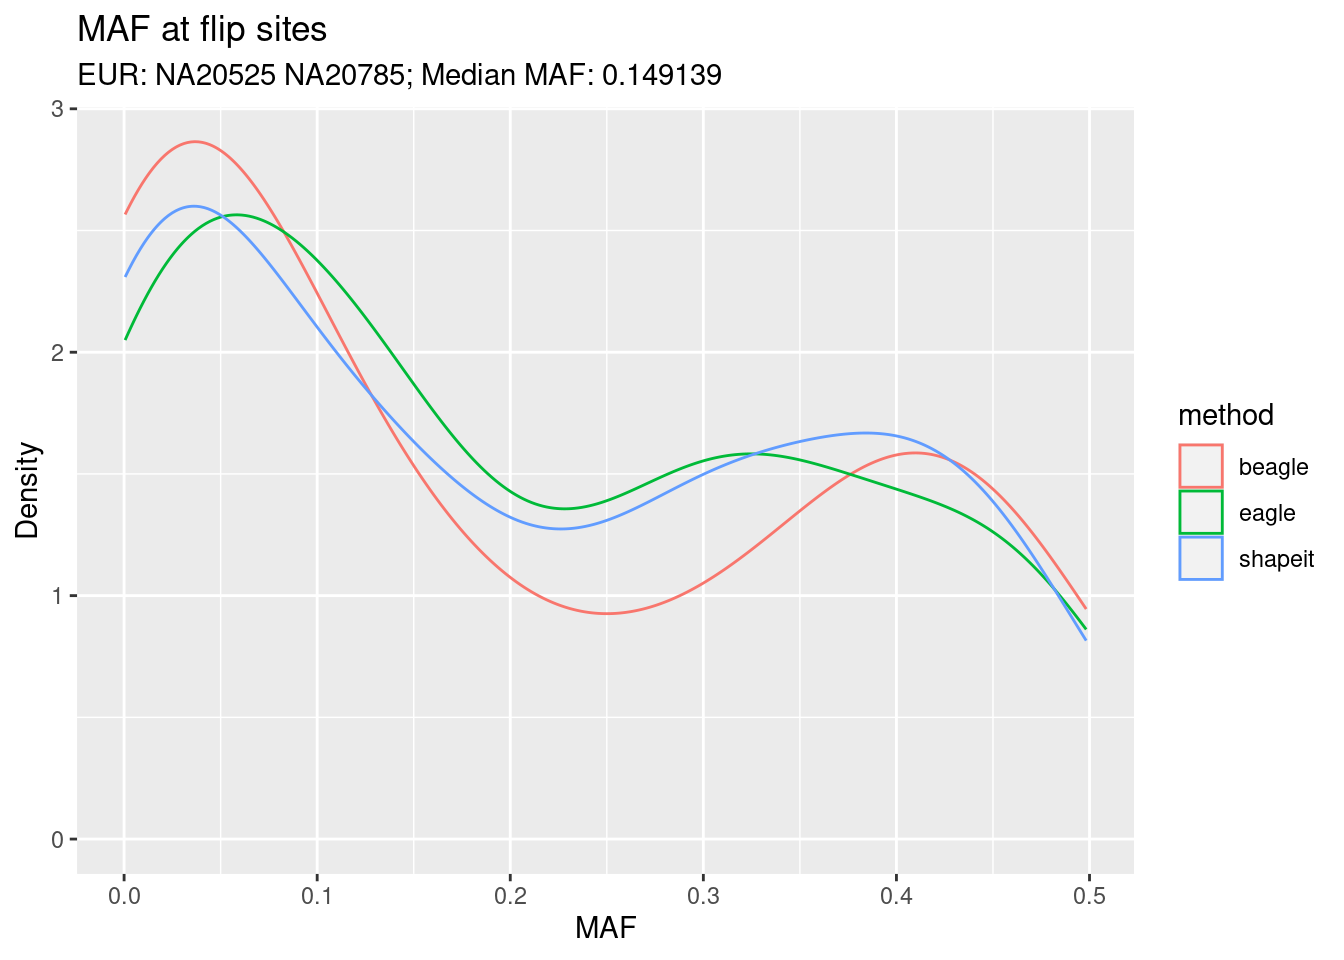 MAF at flip sites
EUR: NA20525 NA20785; Median MAF: 0.149139
3
2
1
0
Density
0.0 0.1 0.2 0.3 0.4 0.5
MAF
method
beagle
eagle
shapeit